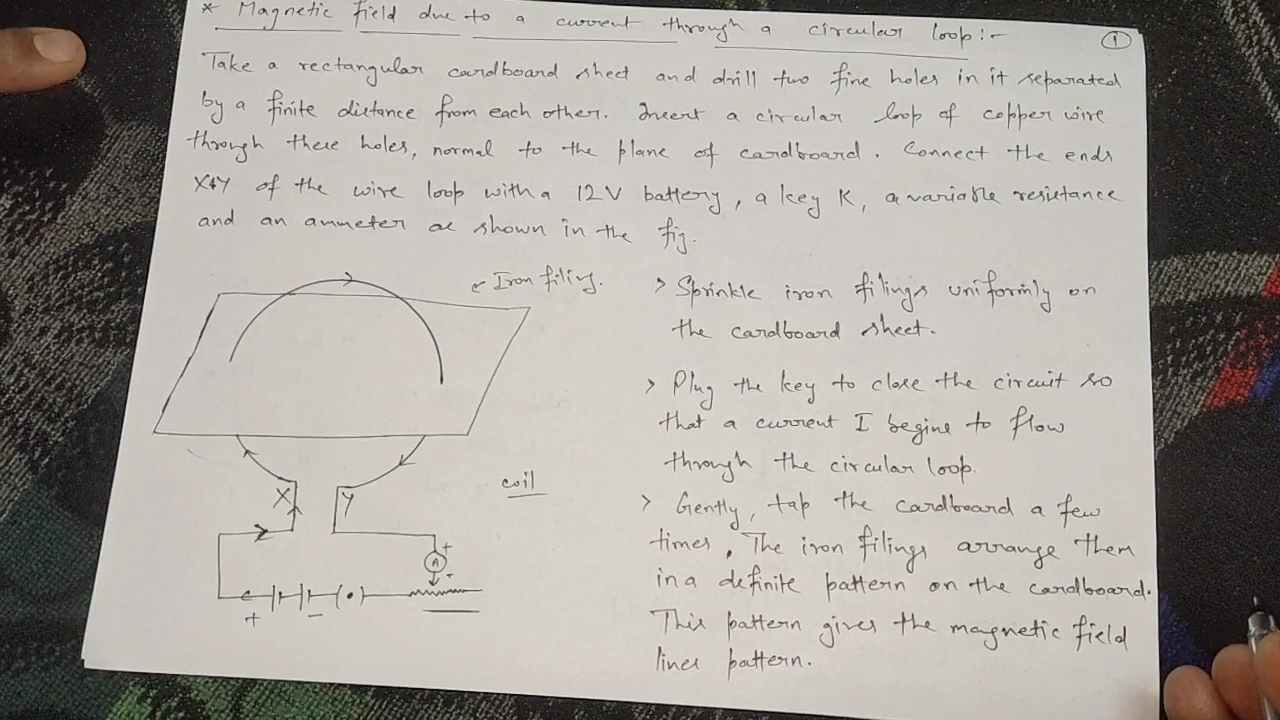 * Magnetic field due to a current through a circular loop:-
1
Take a rectangular cardboard sheet and drill two fine holes in it separated
by a finite distance from each other. Insert a circular loop of copper wire
through these holes, normal to the plane of cardboard. Connect the ends
X&Y of the wire loop with a 12V battery, a key K, a variable resistance
and an ammeter as shown in the fig.
Iron filing.
> Sprinkle iron filings uniformly on
the cardboard sheet.
> Plug the key to close the circuit so
that a current I begins to flow
through the circular loop.
coil
X Y
> Gently, tap the cardboard a few
times, The iron filings arrange them
in a definite pattern on the cardboard.
This pattern gives the magnetic field
lines pattern.
+
A
-
+ -